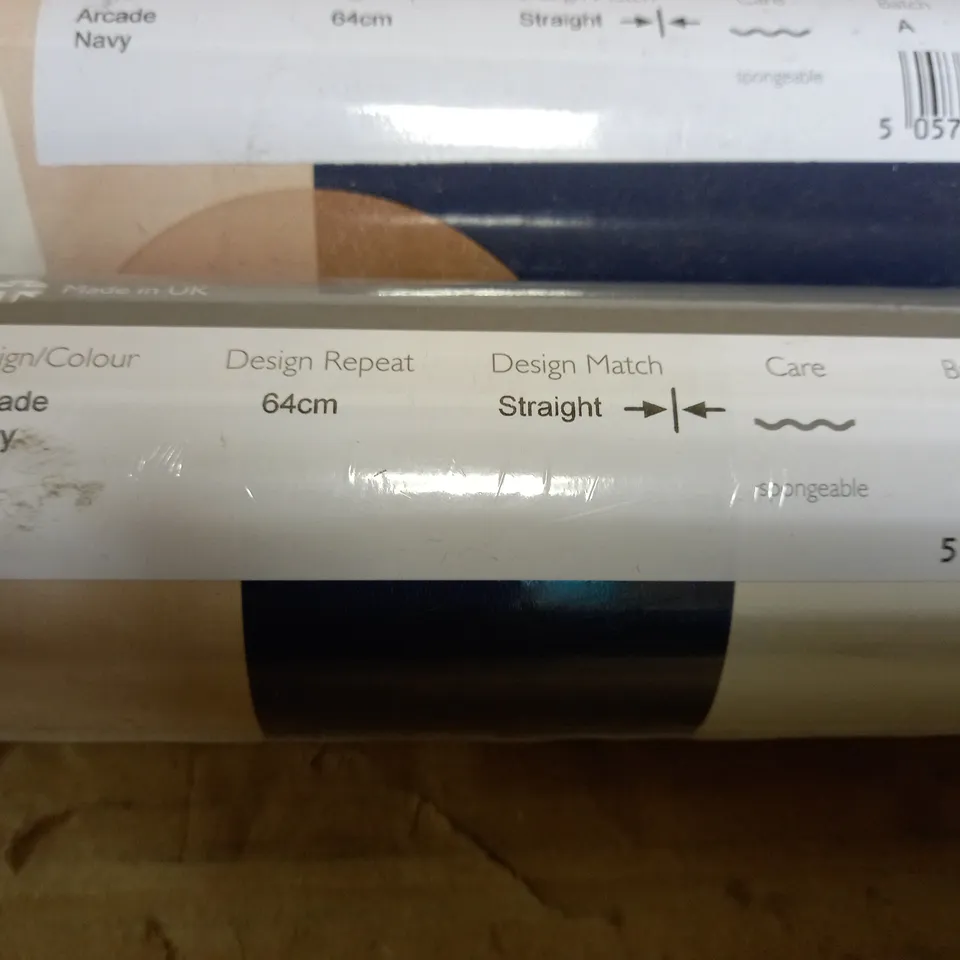 Arcade 64cm Straight Batch
Navy A
spongeable
5 057
Made in UK
ign/Colour Design Repeat Design Match Care B
ade 64cm Straight
y
spongeable
5